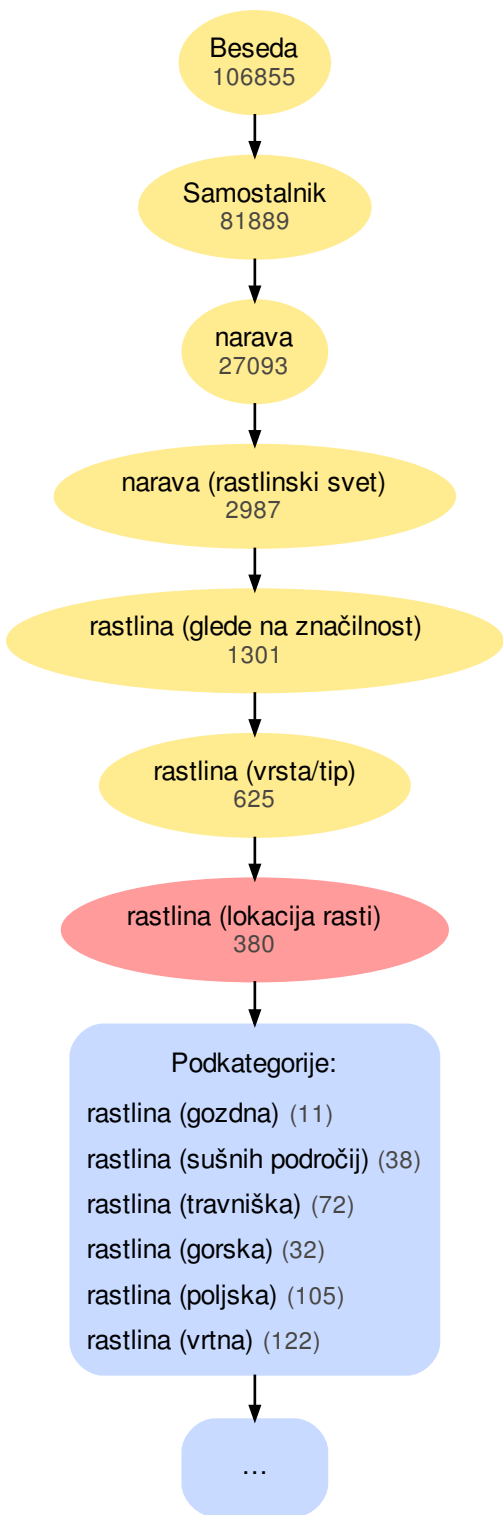 Beseda
106855
Samostalnik
81889
narava
27093
narava (rastlinski svet)
2987
rastlina (glede na značilnost)
1301
rastlina (vrsta/tip)
625
rastlina (lokacija rasti)
380
Podkategorije:
rastlina (gozdna) (11)
rastlina (sušnih področij) (38)
rastlina (travniška) (72)
rastlina (gorska) (32)
rastlina (poljska) (105)
rastlina (vrtna) (122)
...